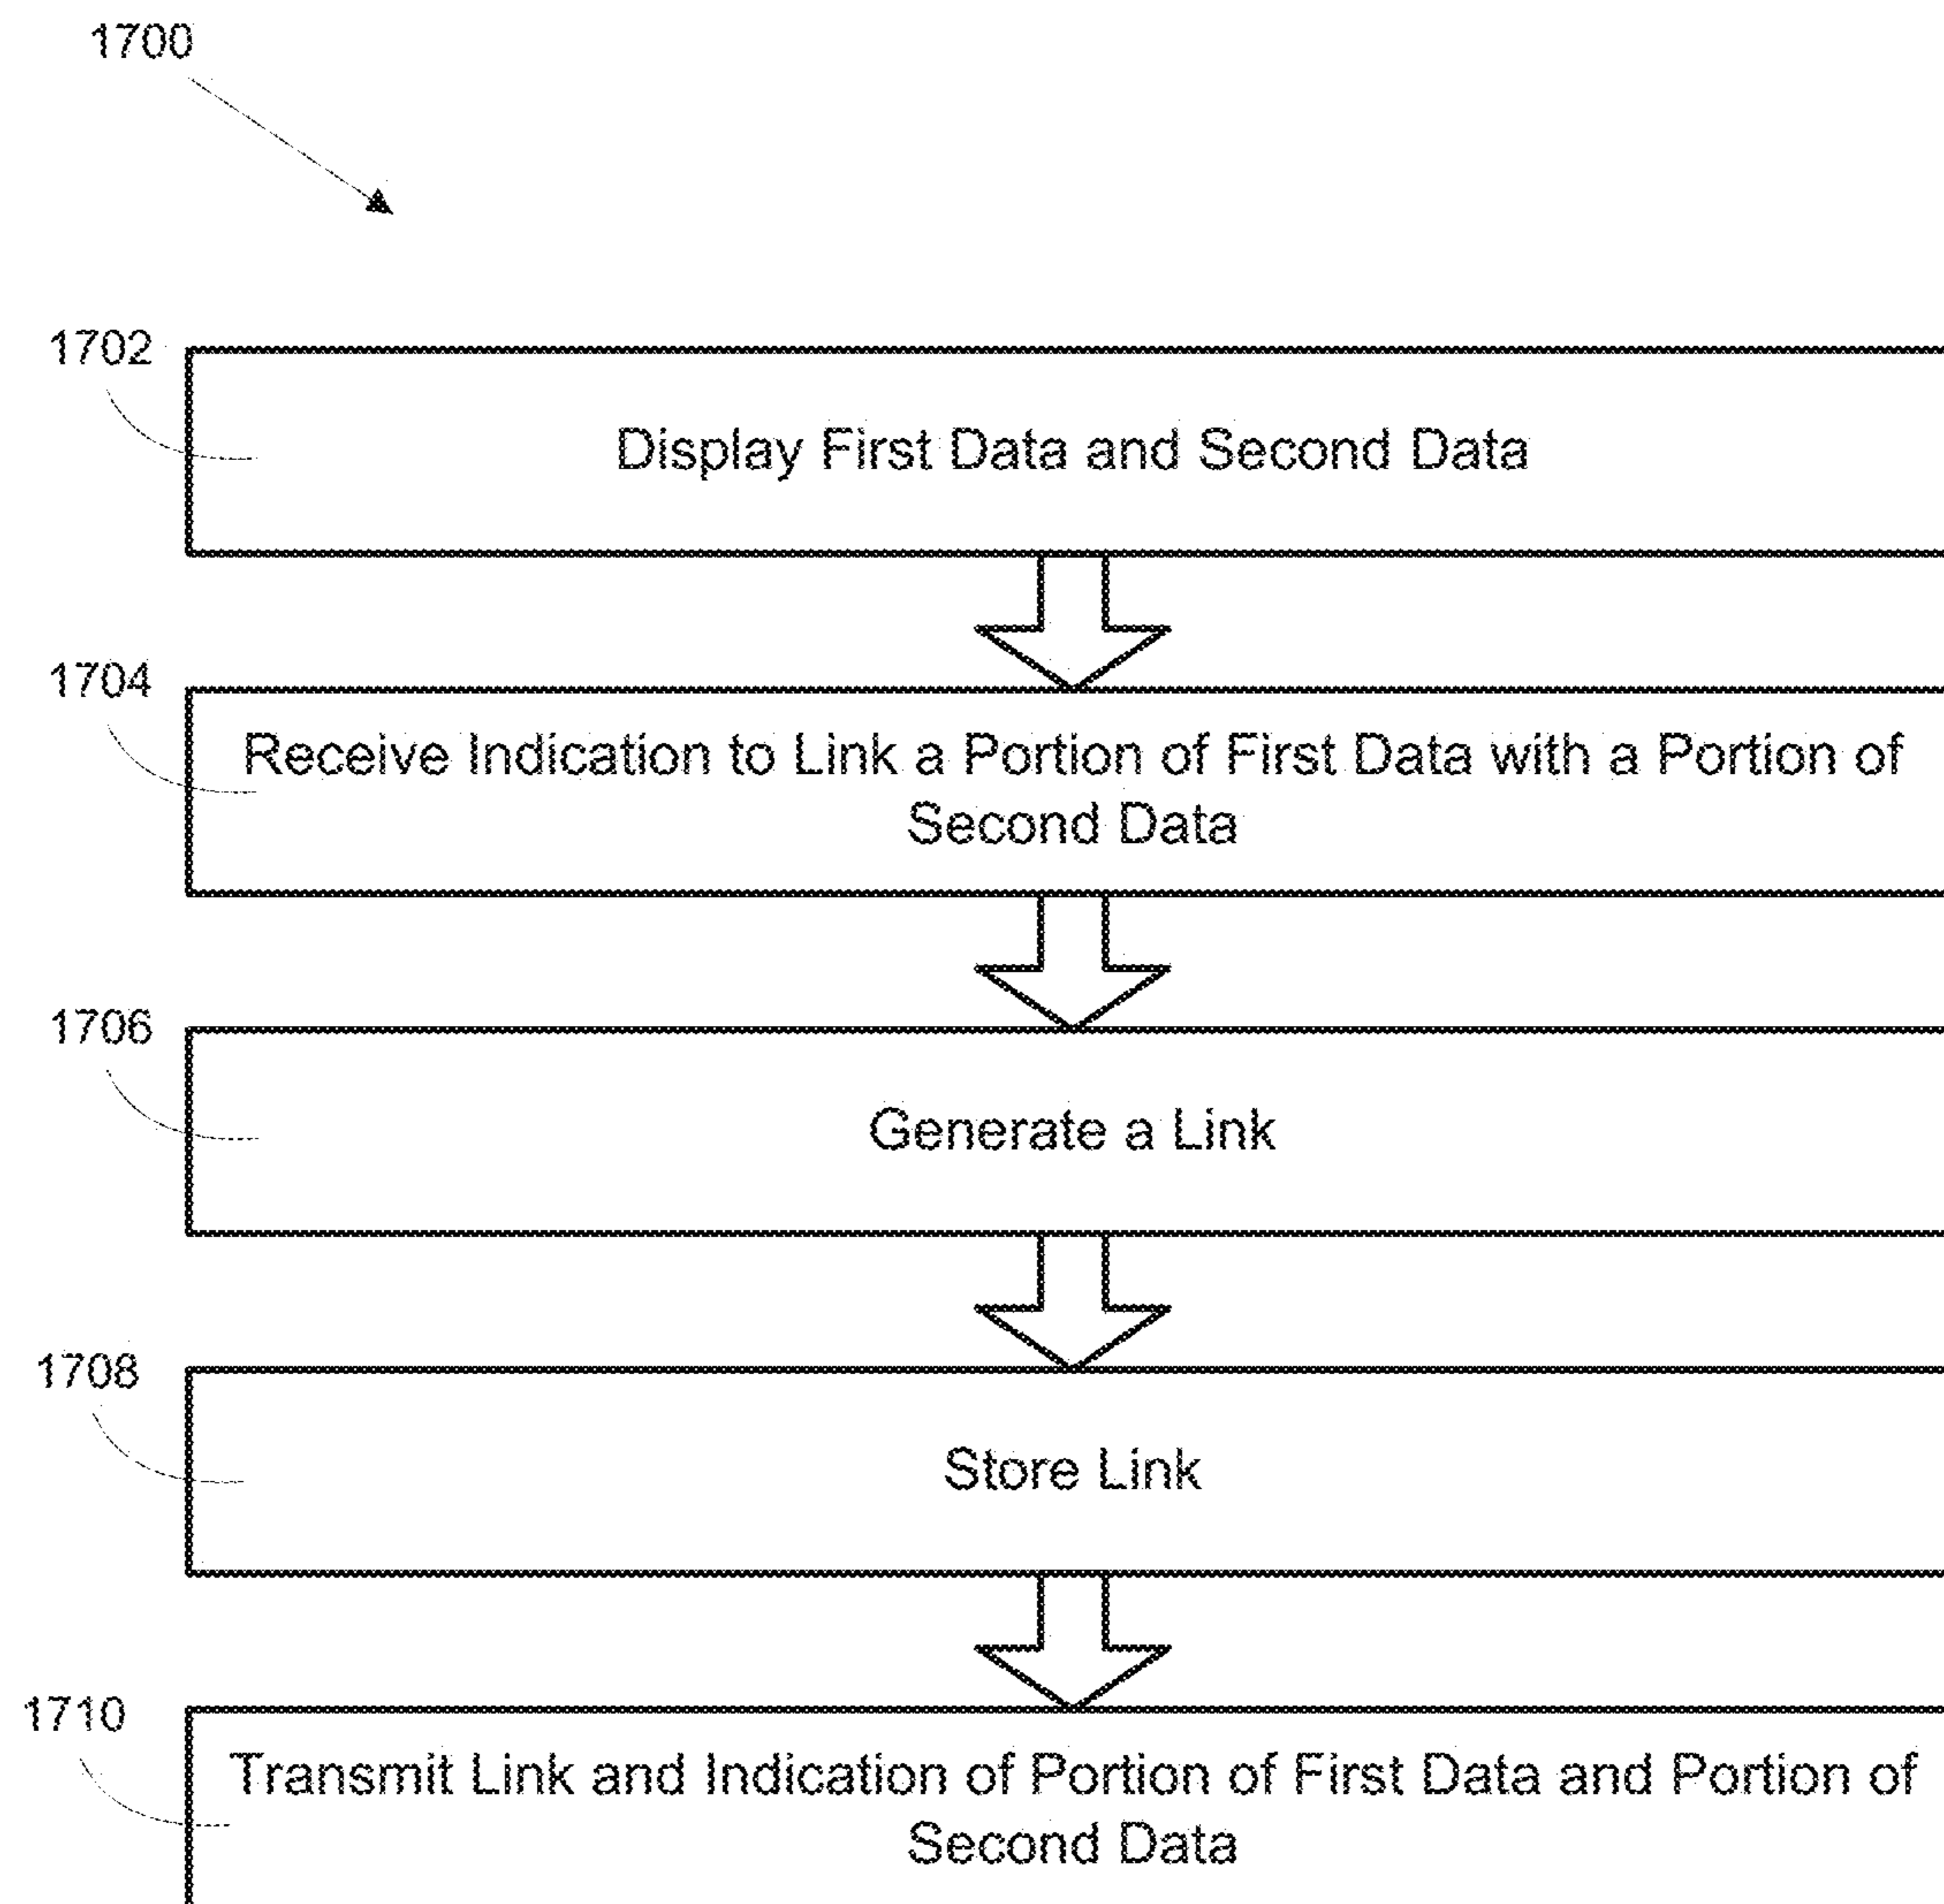 1700
1702
Display First Data and Second Data
1704
Receive Indication to Link a Portion of First Data with a Portion of
Second Data
1706
Generate a Link
1708
Store Link
1710
Transmit Link and Indication of Portion of First Data and Portion of
Second Data